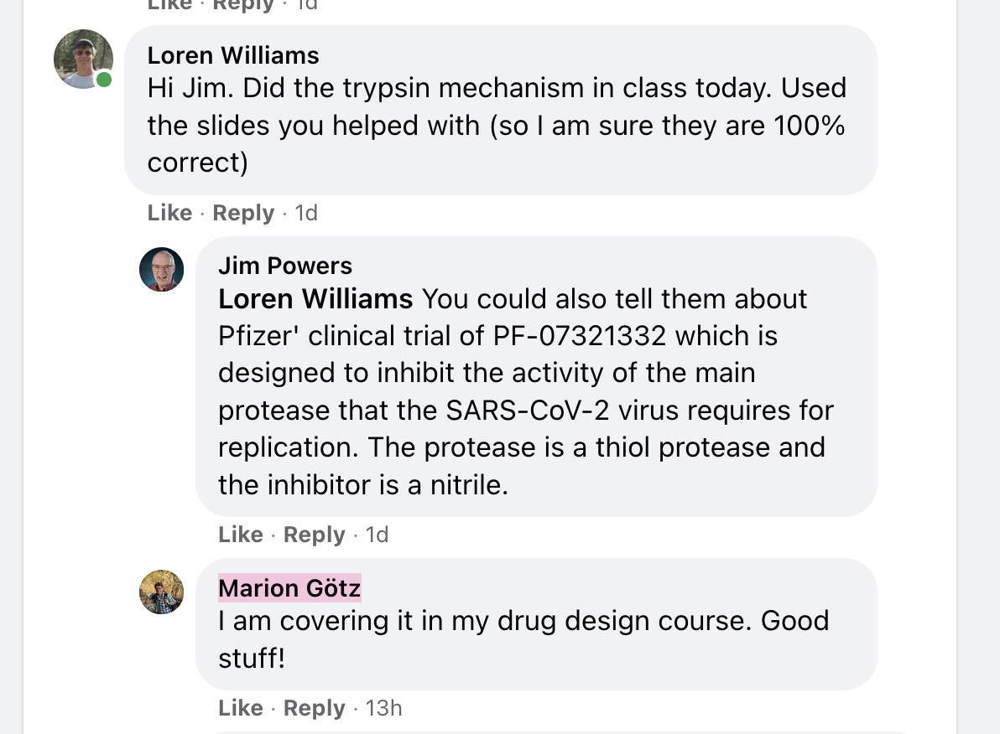 Like · Reply · 1d
Loren Williams
Hi Jim. Did the trypsin mechanism in class today. Used
the slides you helped with (so I am sure they are 100%
correct)
Like · Reply · 1d
Jim Powers
Loren Williams You could also tell them about
Pfizer' clinical trial of PF-07321332 which is
designed to inhibit the activity of the main
protease that the SARS-CoV-2 virus requires for
replication. The protease is a thiol protease and
the inhibitor is a nitrile.
Like · Reply · 1d
Marion Götz
I am covering it in my drug design course. Good
stuff!
Like · Reply · 13h